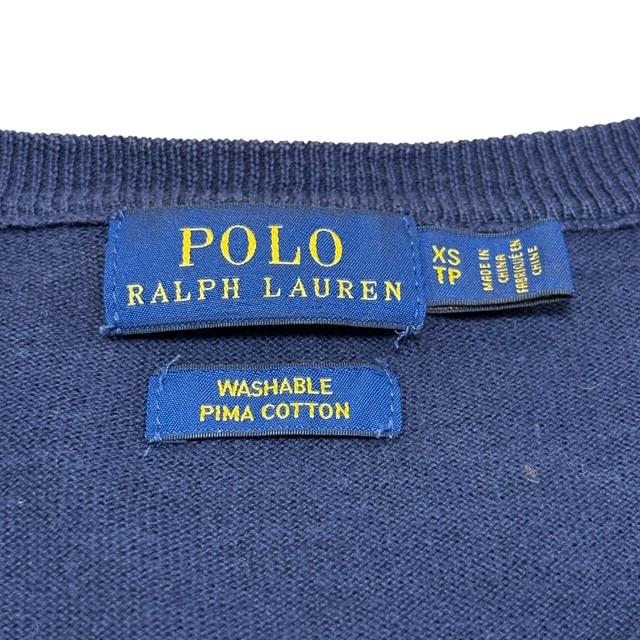 POLO
RALPH LAUREN
XS
TP
MADE IN
CHINA
FABRIQUÉ EN
CHINE
WASHABLE
PIMA COTTON